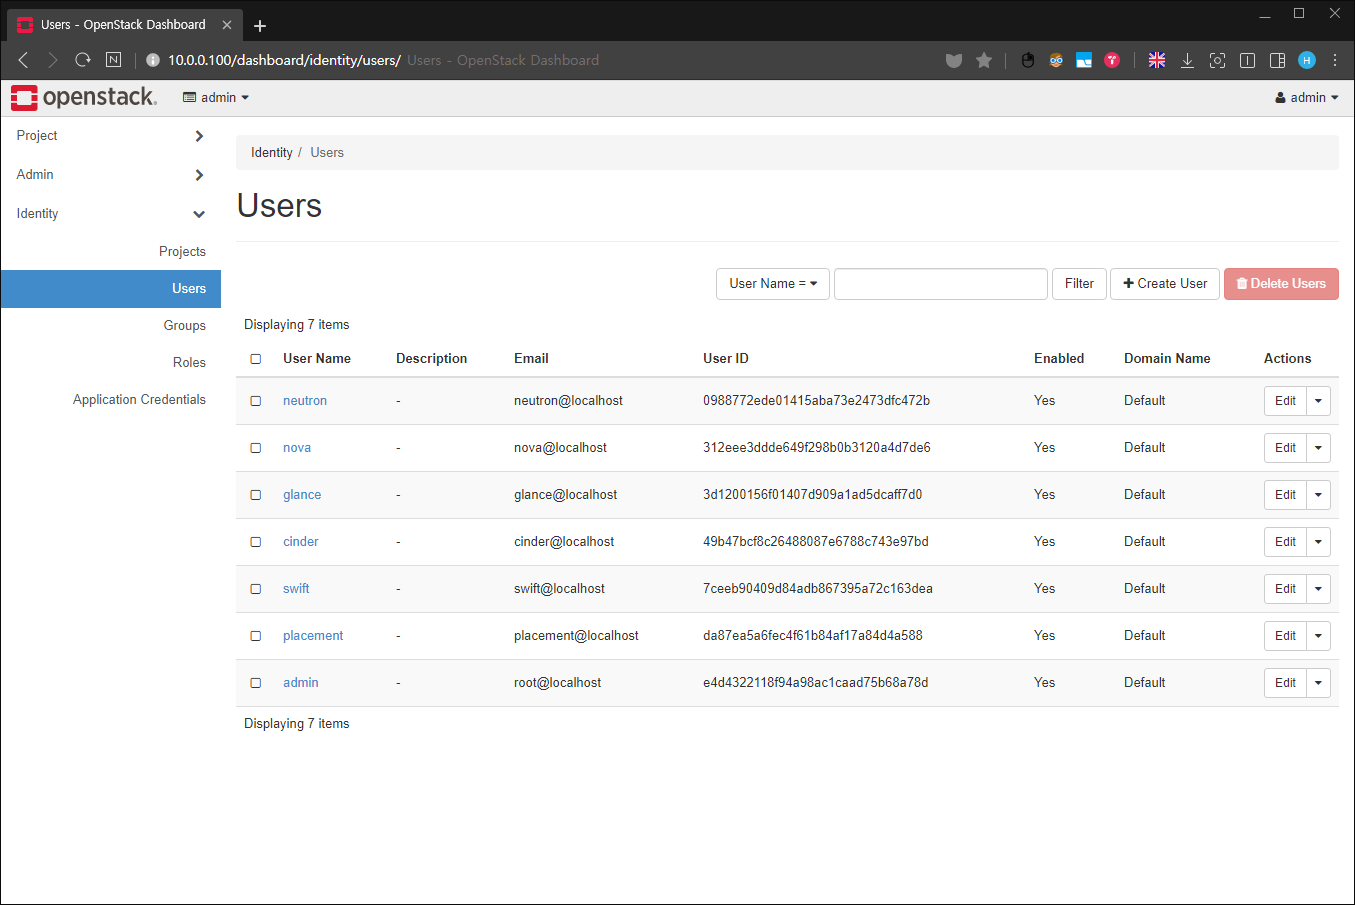 Users - OpenStack Dashboard
N 10.0.0.100/dashboard/identity/users/ Users - OpenStack Dashboard H
openstack. admin admin
Project
Admin
Identity
Projects
Users
Groups
Roles
Application Credentials
Identity / Users
Users
User Name = Filter Create User Delete Users
Displaying 7 items
User Name Description Email User ID Enabled Domain Name Actions
neutron - neutron@localhost 0988772ede01415aba73e2473dfc472b Yes Default Edit
nova - nova@localhost 312eee3ddde649f298b0b3120a4d7de6 Yes Default Edit
glance - glance@localhost 3d1200156f01407d909a1ad5dcaff7d0 Yes Default Edit
cinder - cinder@localhost 49b47bcf8c26488087e6788c743e97bd Yes Default Edit
swift - swift@localhost 7ceeb90409d84adb867395a72c163dea Yes Default Edit
placement - placement@localhost da87ea5a6fec4f61b84af17a84d4a588 Yes Default Edit
admin - root@localhost e4d4322118f94a98ac1caad75b68a78d Yes Default Edit
Displaying 7 items